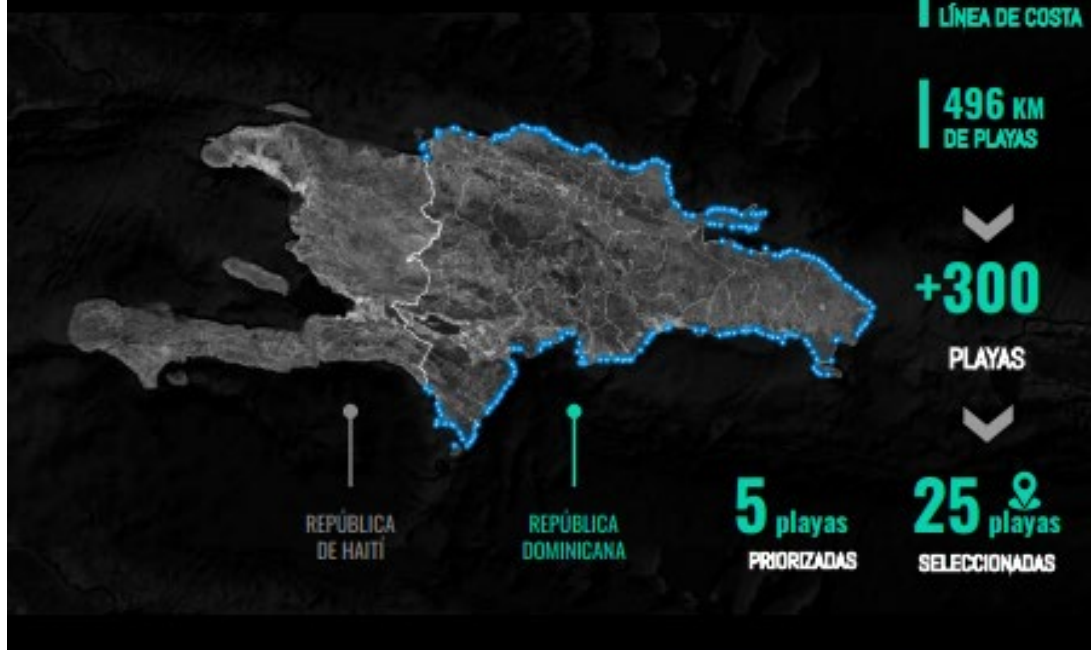 LÍNEA DE COSTA
496 KM
DE PLAYAS
+300
PLAYAS
25 playas
SELECCIONADAS
5 playas
PRIORIZADAS
REPÚBLICA
DE HAITÍ
REPÚBLICA
DOMINICANA